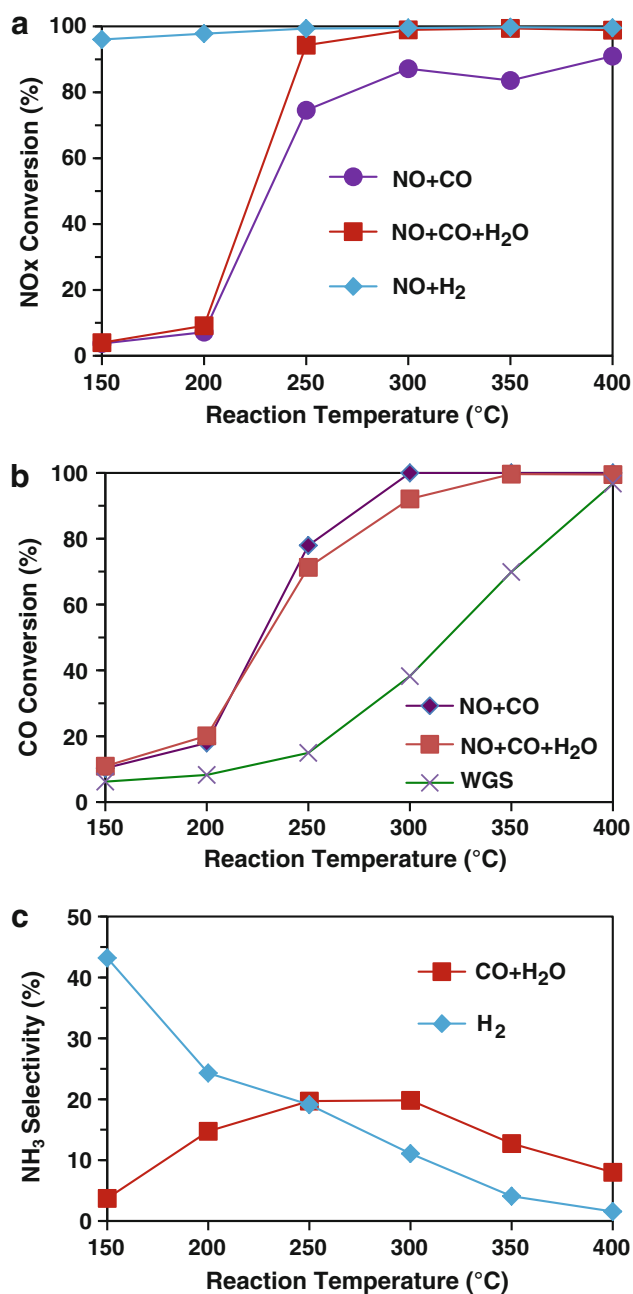 a
100
80
60
40
20
0
NOx Conversion (%)
NO+CO
NO+CO+H₂O
NO+H₂
150 200 250 300 350 400
Reaction Temperature (°C)
b
100
80
60
40
20
0
CO Conversion (%)
NO+CO
NO+CO+H₂O
WGS
150 200 250 300 350 400
Reaction Temperature (°C)
c
50
40
30
20
10
0
NH₃ Selectivity (%)
CO+H₂O
H₂
150 200 250 300 350 400
Reaction Temperature (°C)